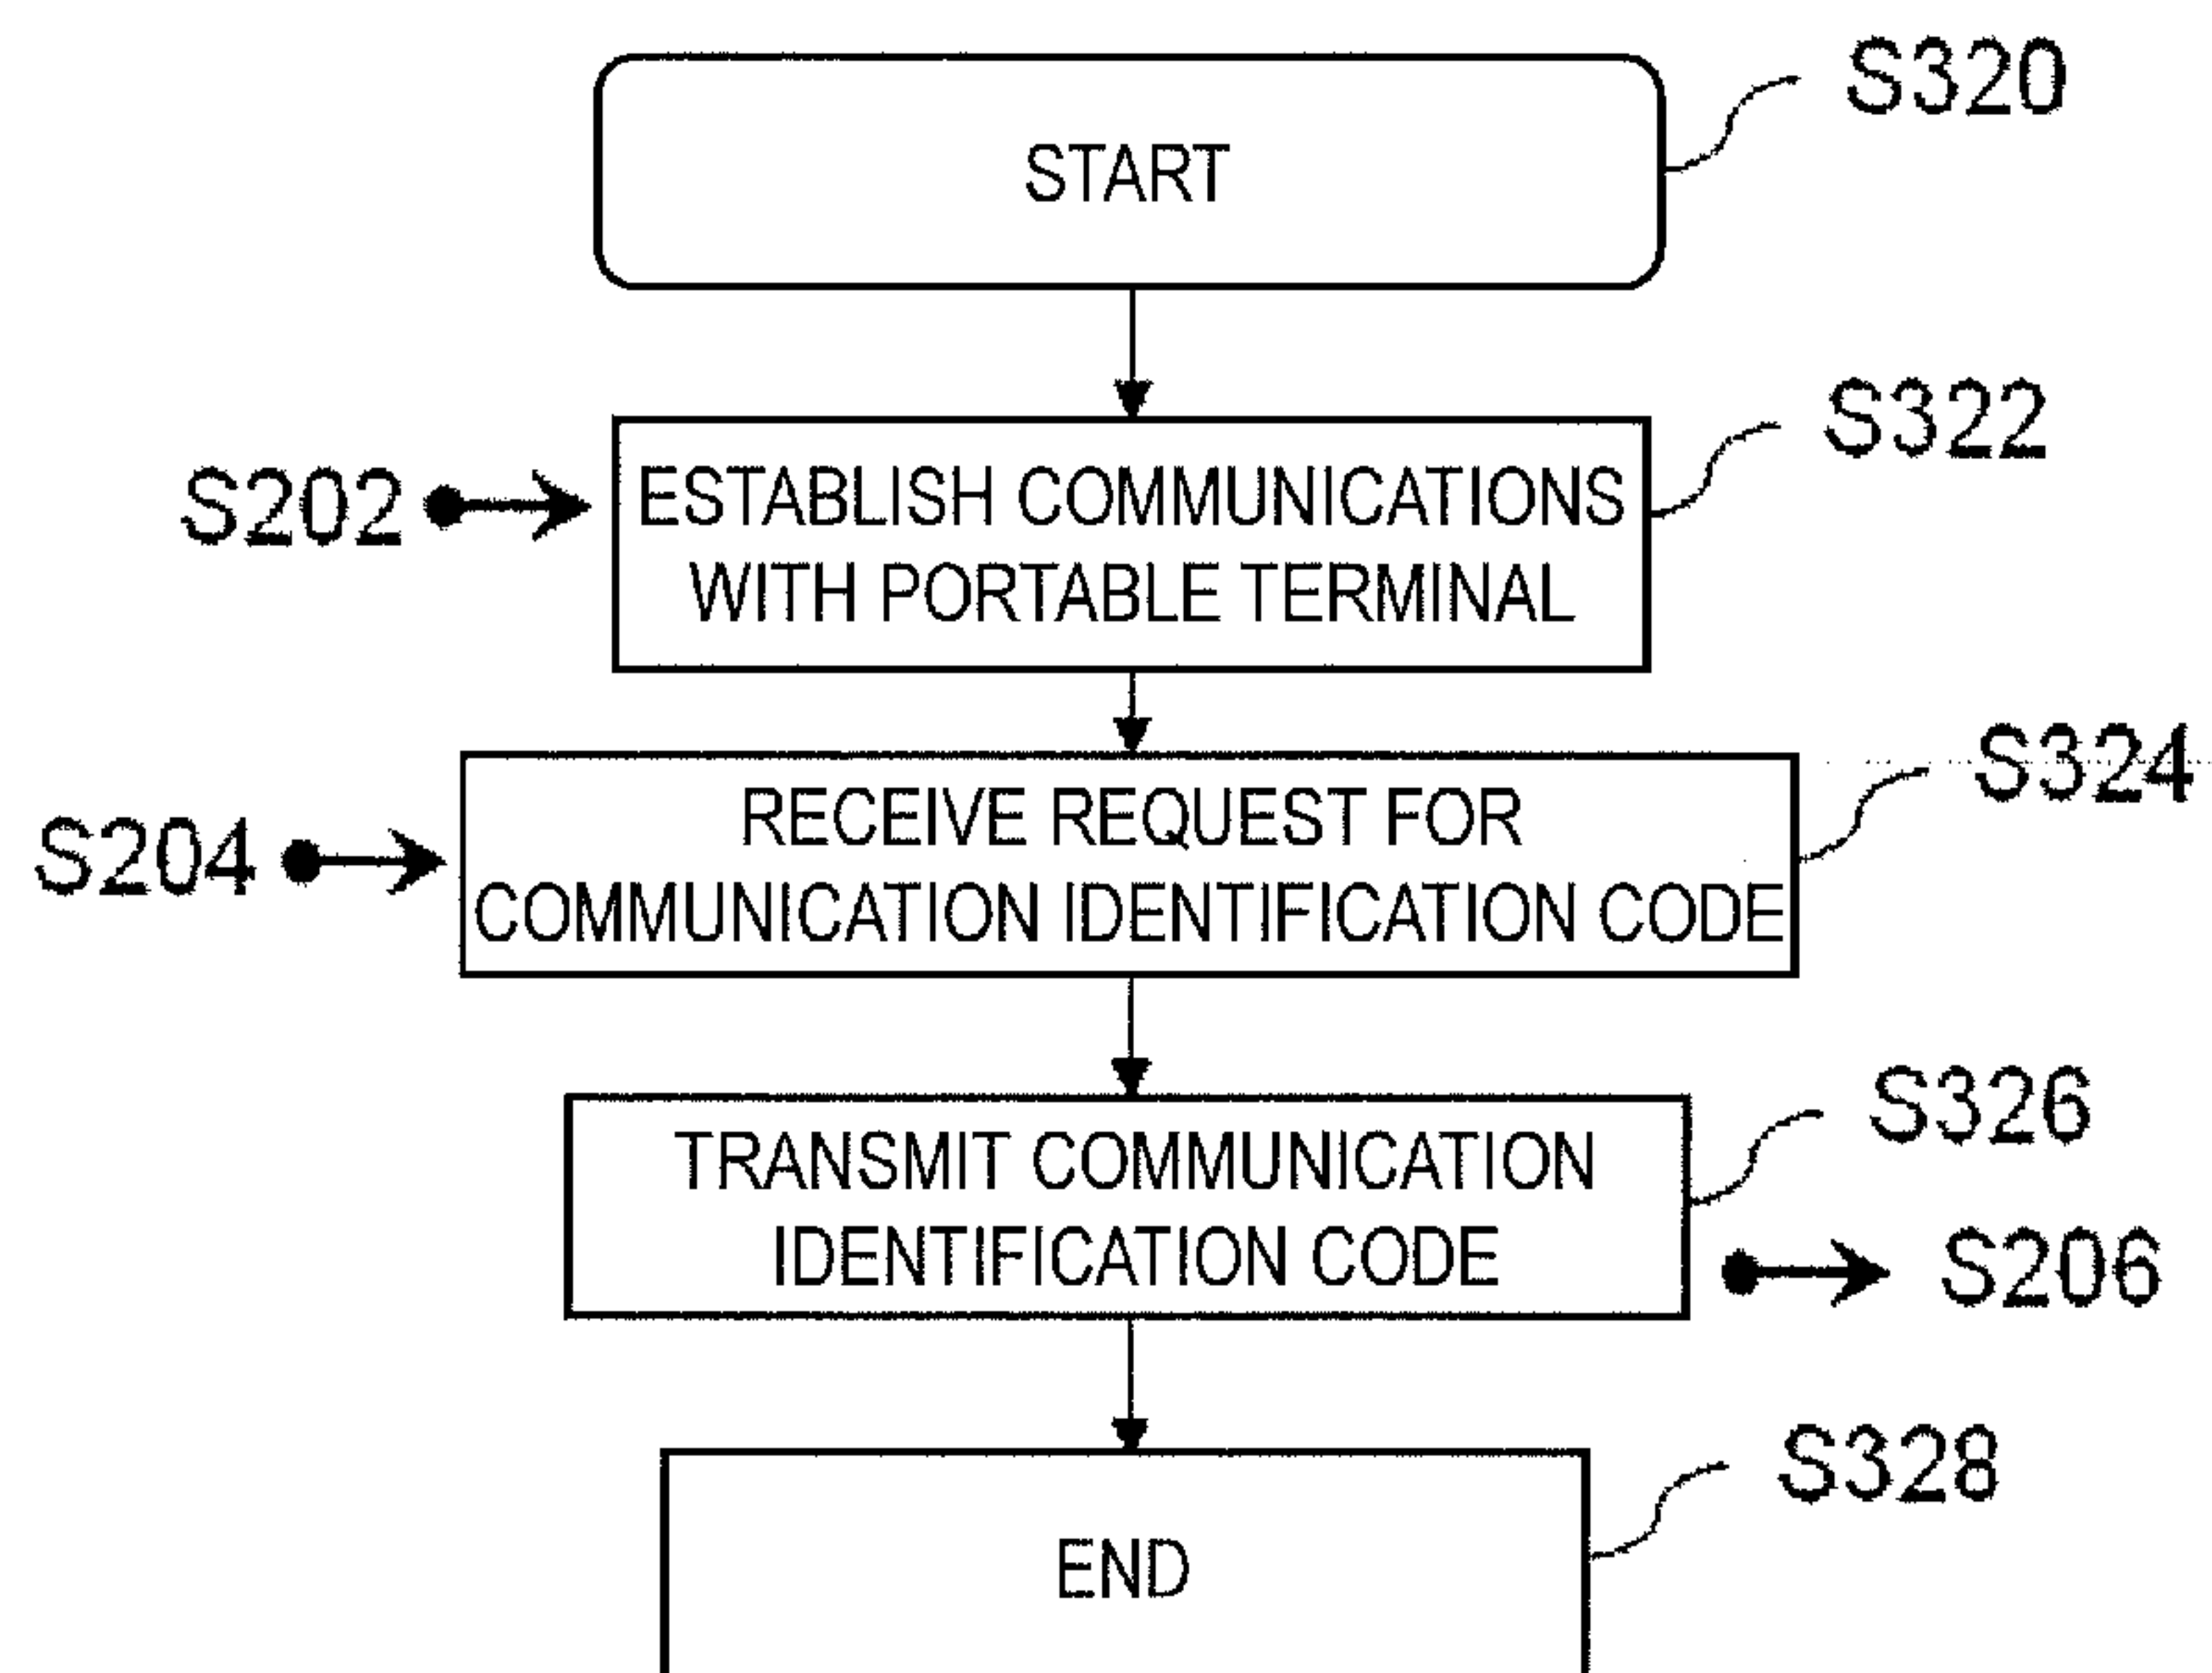 START
S320
S202
ESTABLISH COMMUNICATIONS
WITH PORTABLE TERMINAL
S322
S204
RECEIVE REQUEST FOR
COMMUNICATION IDENTIFICATION CODE
S324
TRANSMIT COMMUNICATION
IDENTIFICATION CODE
S326
S206
END
S328